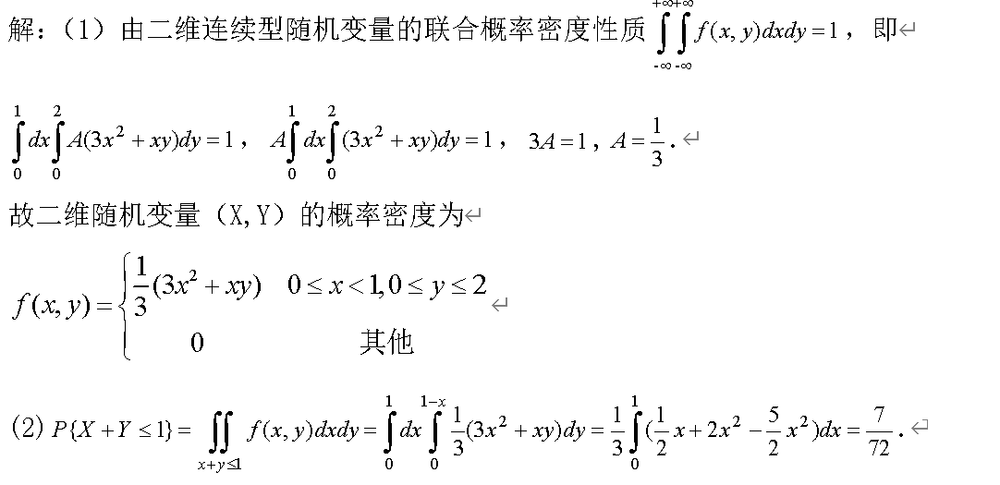 解：（1）由二维连续型随机变量的联合概率密度性质 $\int_{-\infty}^{+\infty}\int_{-\infty}^{+\infty} f(x,y)dxdy=1$，即↵
$\int_0^1 dx\int_0^2 A(3x^2+xy)dy=1$，$A\int_0^1 dx\int_0^2 (3x^2+xy)dy=1$，$3A=1$，$A=\frac{1}{3}$．↵
故二维随机变量（X,Y）的概率密度为↵
$f(x,y)=\begin{cases}\frac{1}{3}(3x^2+xy) & 0\le x<1,0\le y\le 2\\ 0 & 其他\end{cases}$↵
(2) $P\{X+Y\le 1\}=\iint_{x+y\le 1} f(x,y)dxdy=\int_0^1 dx\int_0^{1-x}\frac{1}{3}(3x^2+xy)dy=\frac{1}{3}\int_0^1(\frac{1}{2}x+2x^2-\frac{5}{2}x^2)dx=\frac{7}{72}$．↵